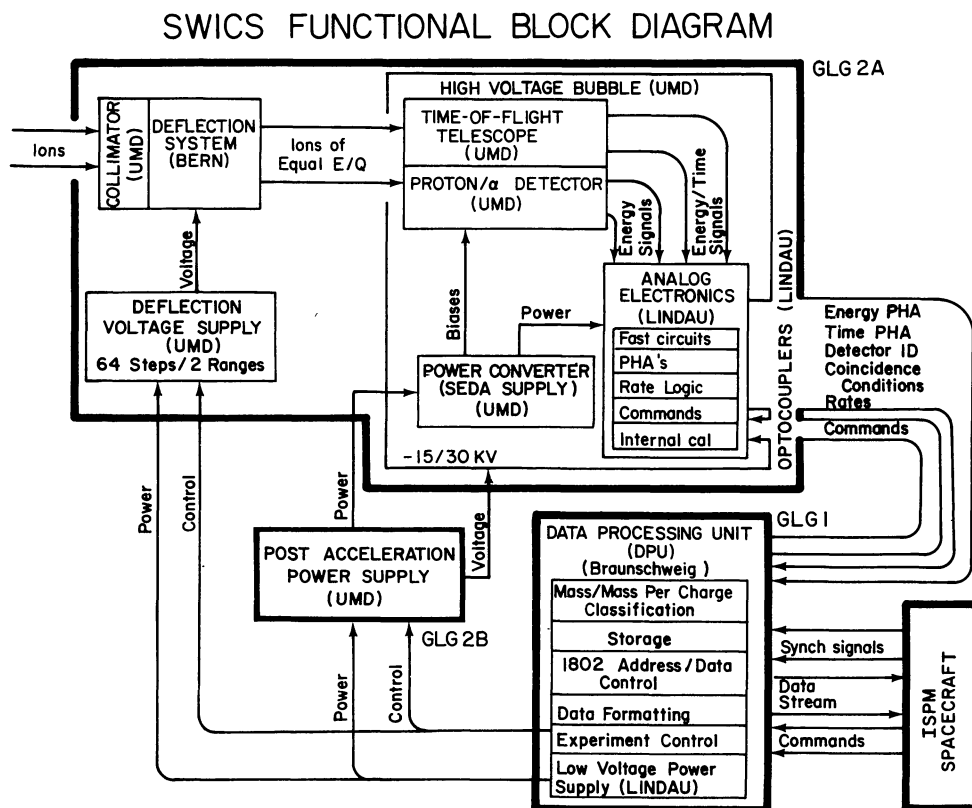 SWICS FUNCTIONAL BLOCK DIAGRAM
GLG 2A
HIGH VOLTAGE BUBBLE (UMD)
Ions
COLLIMATOR
(UMD)
DEFLECTION
SYSTEM
(BERN)
Ions of
Equal E/Q
TIME-OF-FLIGHT
TELESCOPE
(UMD)
PROTON/α DETECTOR
(UMD)
Energy
Signals
Energy/Time
Signals
Voltage
DEFLECTION
VOLTAGE SUPPLY
(UMD)
64 Steps/2 Ranges
Biases
Power
POWER CONVERTER
(SEDA SUPPLY)
(UMD)
ANALOG
ELECTRONICS
(LINDAU)
Fast circuits
PHA's
Rate Logic
Commands
Internal cal
OPTOCOUPLERS (LINDAU)
Energy PHA
Time PHA
Detector ID
Coincidence
Conditions
Rates
Commands
-15/30 KV
Power
Control
Power
Voltage
POST ACCELERATION
POWER SUPPLY
(UMD)
GLG 2B
Power
Control
GLG 1
DATA PROCESSING UNIT
(DPU)
(Braunschweig)
Mass/Mass Per Charge
Classification
Storage
1802 Address/Data
Control
Data Formatting
Experiment Control
Low Voltage Power
Supply (LINDAU)
Synch signals
Data
Stream
Commands
ISPM
SPACECRAFT